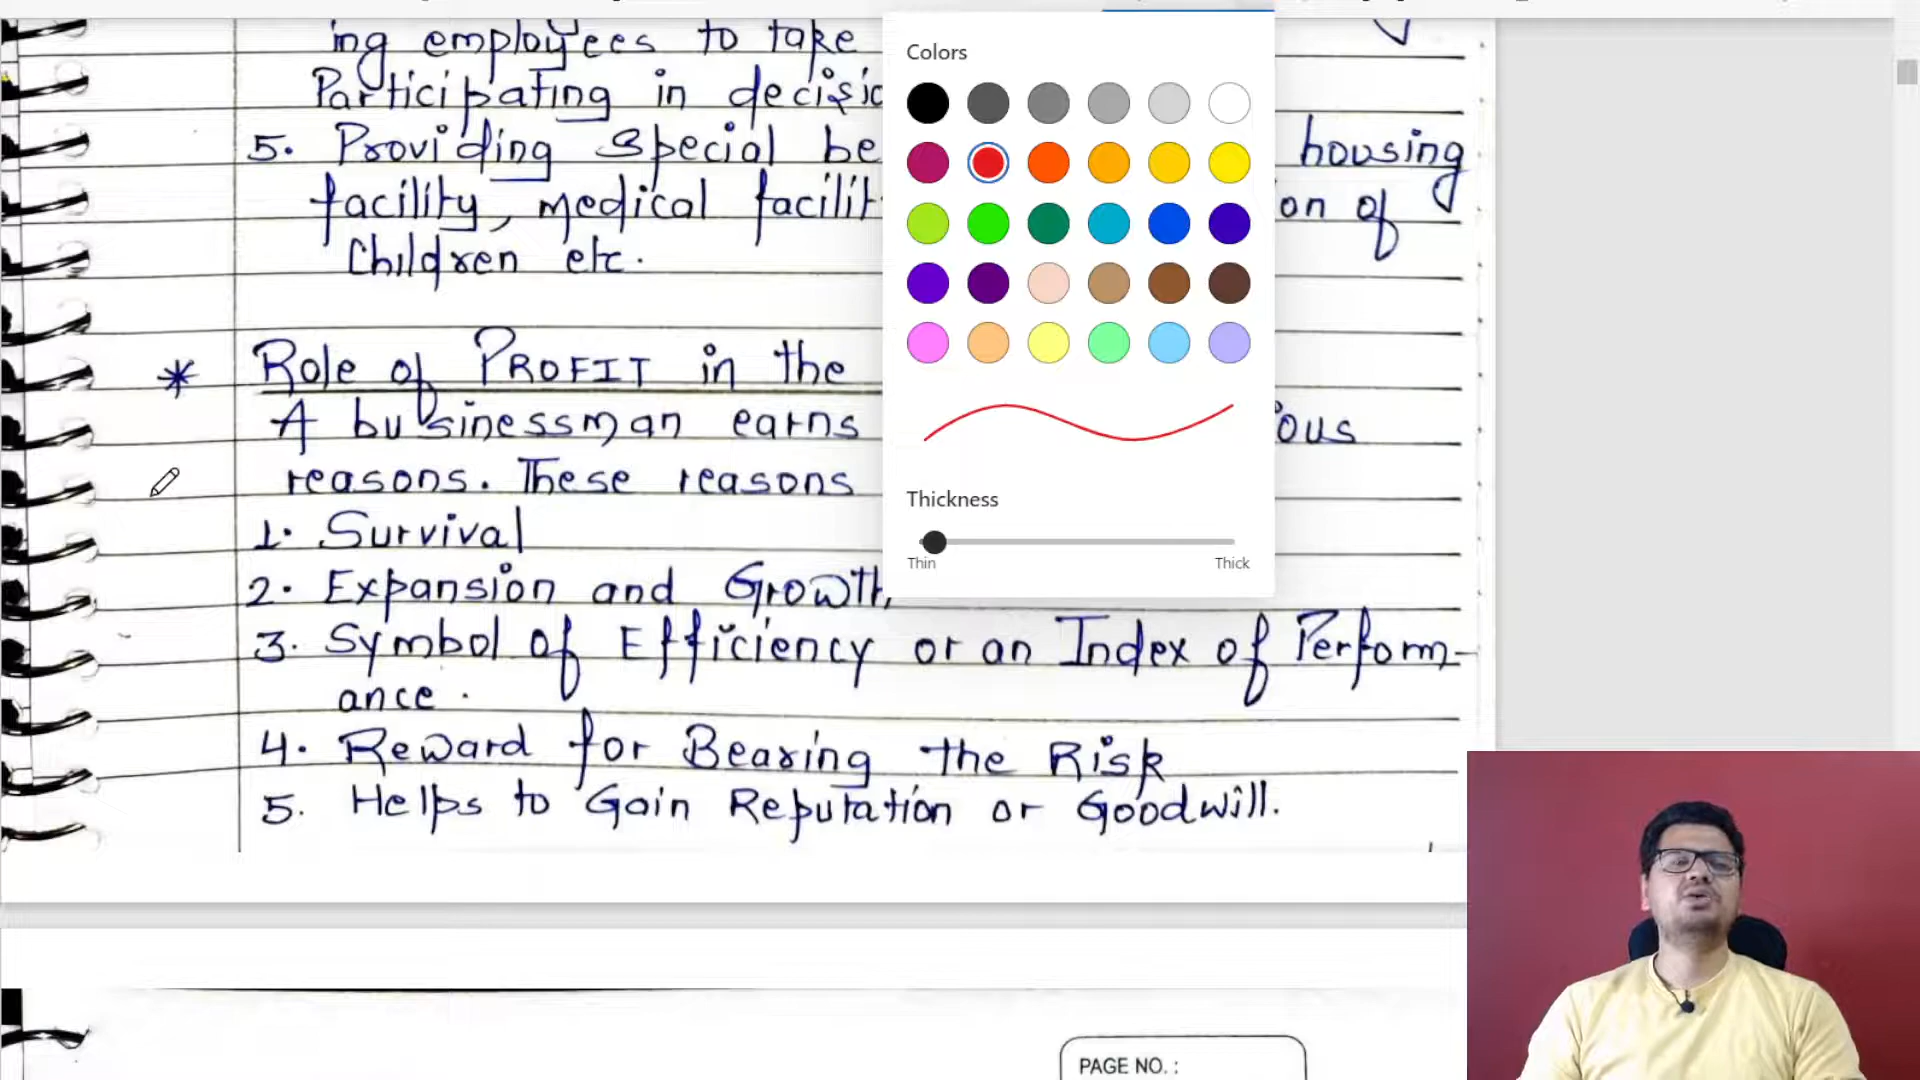 ing employees to take
Participating in decisio
5. Providing special be housing
facility, medical facilit on of
Children etc.
* Role of PROFIT in the
A businessman earns ious
reasons. These reasons
1. Survival
2. Expansion and Growth
3. Symbol of Efficiency or an Index of Perform-
ance.
4. Reward for Bearing the Risk
5. Helps to Gain Reputation or Goodwill.
PAGE NO. :
Colors
Thickness
Thin Thick